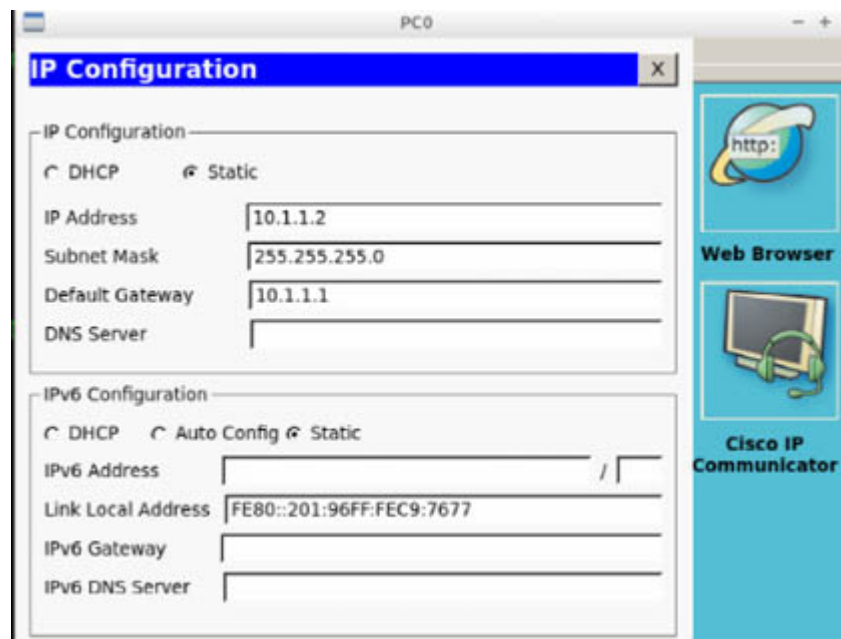 PC0
IP Configuration X
IP Configuration
DHCP Static
IP Address 10.1.1.2
Subnet Mask 255.255.255.0
Default Gateway 10.1.1.1
DNS Server
IPv6 Configuration
DHCP Auto Config Static
IPv6 Address /
Link Local Address FE80::201:96FF:FEC9:7677
IPv6 Gateway
IPv6 DNS Server
http:
Web Browser
Cisco IP
Communicator